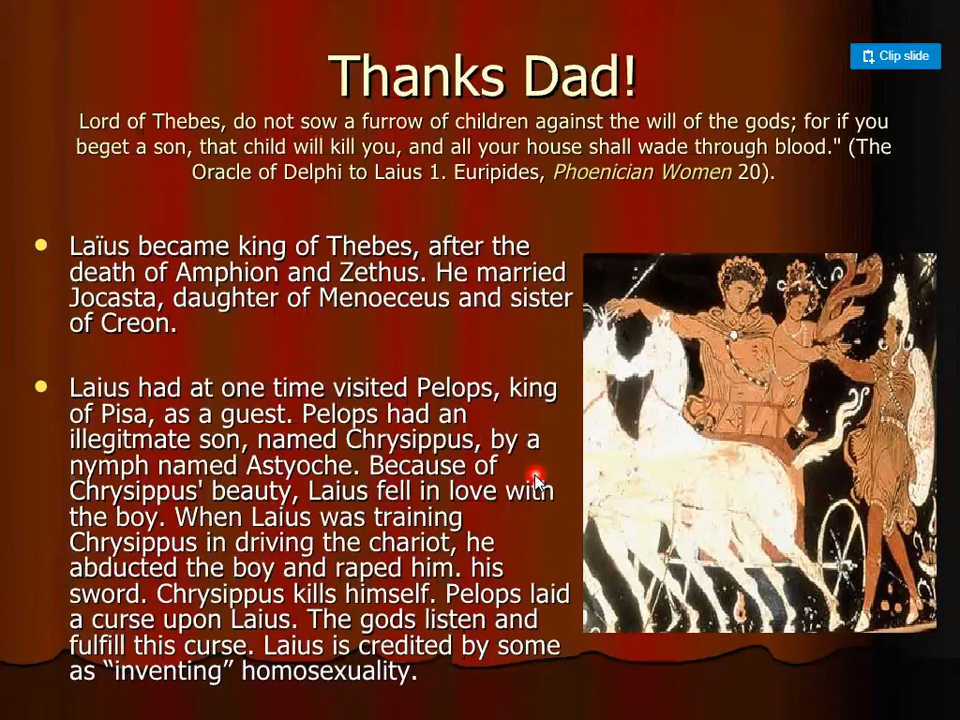 Clip slide
Thanks Dad!
Lord of Thebes, do not sow a furrow of children against the will of the gods; for if you
beget a son, that child will kill you, and all your house shall wade through blood." (The
Oracle of Delphi to Laius 1. Euripides, Phoenician Women 20).
• Laïus became king of Thebes, after the
death of Amphion and Zethus. He married
Jocasta, daughter of Menoeceus and sister
of Creon.
• Laius had at one time visited Pelops, king
of Pisa, as a guest. Pelops had an
illegitmate son, named Chrysippus, by a
nymph named Astyoche. Because of
Chrysippus' beauty, Laius fell in love with
the boy. When Laius was training
Chrysippus in driving the chariot, he
abducted the boy and raped him. his
sword. Chrysippus kills himself. Pelops laid
a curse upon Laius. The gods listen and
fulfill this curse. Laius is credited by some
as “inventing” homosexuality.